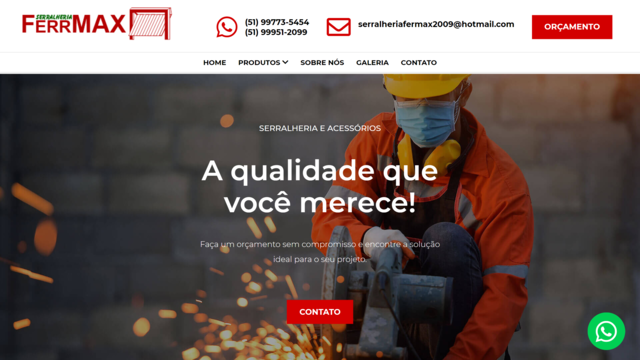 SERRALHERIA
FERRMAX
(51) 99773-5454
(51) 99951-2099
serralheriafermax2009@hotmail.com
ORÇAMENTO
HOME PRODUTOS SOBRE NÓS GALERIA CONTATO
SERRALHERIA E ACESSÓRIOS
A qualidade que
você merece!
Faça um orçamento sem compromisso e encontre a solução
ideal para o seu projeto.
CONTATO